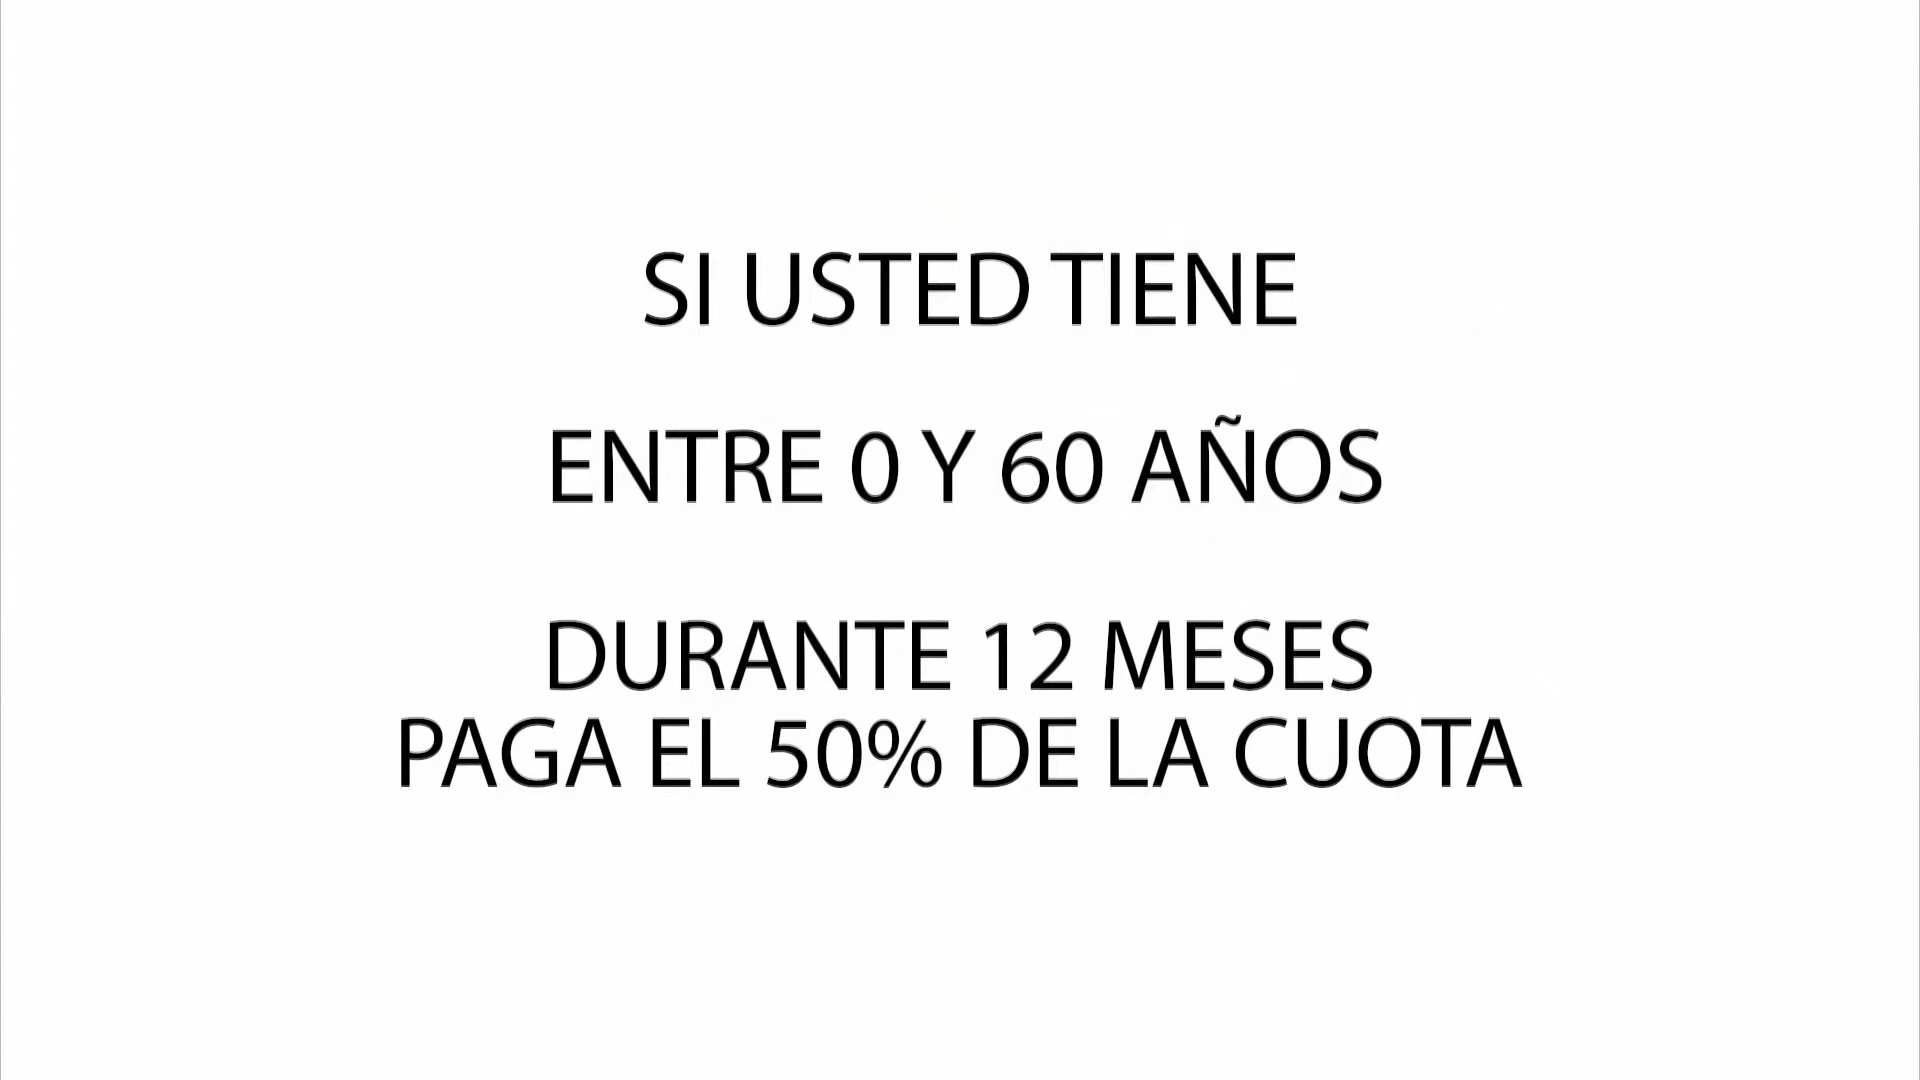 SI USTED TIENE
ENTRE 0 Y 60 AÑOS
DURANTE 12 MESES
PAGA EL 50% DE LA CUOTA